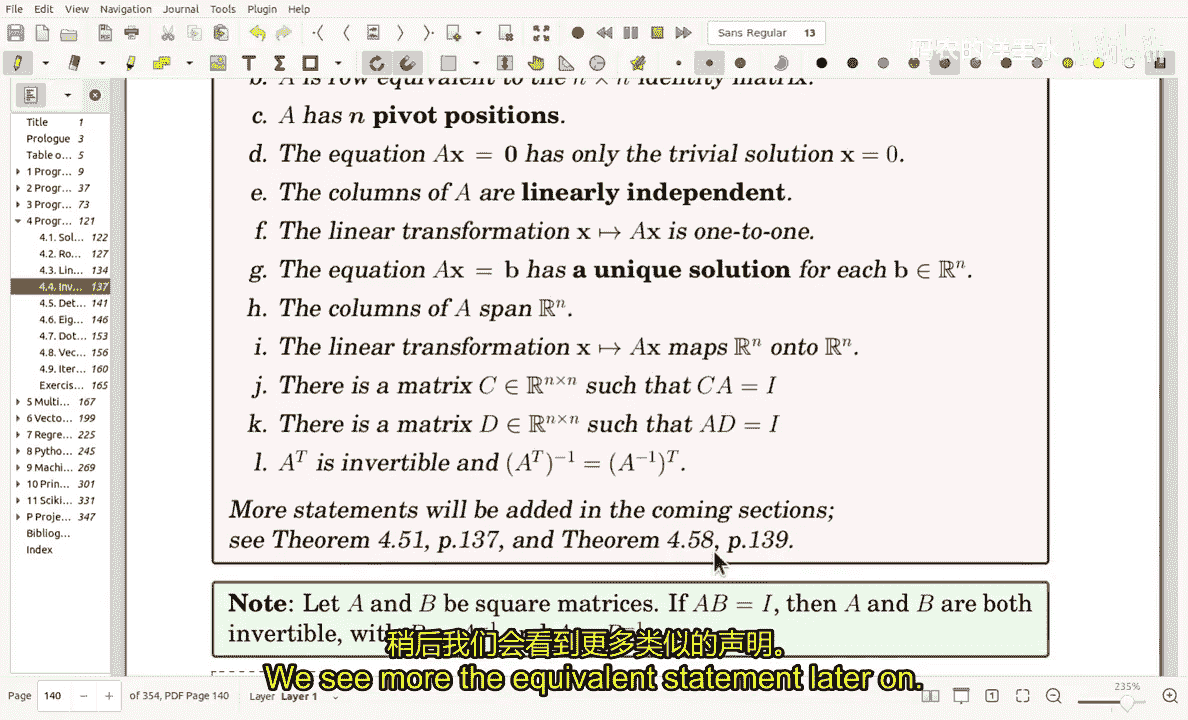 File Edit View Navigation Journal Tools Plugin Help
Sans Regular 13
Title 1
Prologue 3
Table o... 5
1 Progr... 9
2 Progr... 37
3 Progr... 73
4 Progr... 121
4.1. Sol... 122
4.2. Ro... 127
4.3. Lin... 134
4.4. Inv... 137
4.5. Det... 141
4.6. Eig... 146
4.7. Dot... 153
4.8. Vec... 156
4.9. Iter... 160
Exercis... 165
5 Multi... 167
6 Vecto... 199
7 Regre... 225
8 Pytho... 245
9 Machi... 269
10 Prin... 301
11 Sciki... 331
P Proje... 347
Bibliog...
Index
b. A is row equivalent to the n × n identity matrix.
c. A has n pivot positions.
d. The equation Ax = 0 has only the trivial solution x = 0.
e. The columns of A are linearly independent.
f. The linear transformation x ↦ Ax is one-to-one.
g. The equation Ax = b has a unique solution for each b ∈ ℝⁿ.
h. The columns of A span ℝⁿ.
i. The linear transformation x ↦ Ax maps ℝⁿ onto ℝⁿ.
j. There is a matrix C ∈ ℝⁿˣⁿ such that CA = I
k. There is a matrix D ∈ ℝⁿˣⁿ such that AD = I
l. Aᵀ is invertible and (Aᵀ)⁻¹ = (A⁻¹)ᵀ.
More statements will be added in the coming sections;
see Theorem 4.51, p.137, and Theorem 4.58, p.139.
Note: Let A and B be square matrices. If AB = I, then A and B are both
invertible, with
稍后我们会看到更多类似的声明。
We see more the equivalent statement later on.
Page 140 − + of 354, PDF Page 140 Layer Layer 1
235%